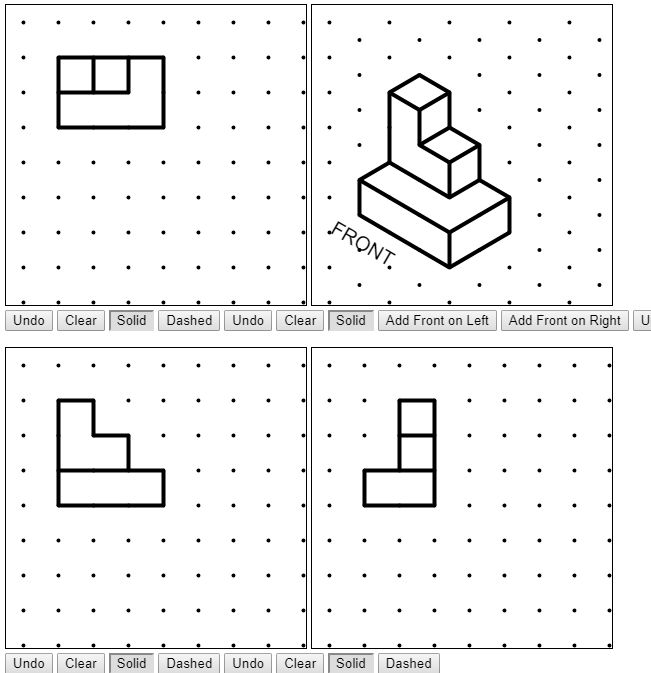 FRONT
Undo Clear Solid Dashed Undo Clear Solid Add Front on Left Add Front on Right U
Undo Clear Solid Dashed Undo Clear Solid Dashed